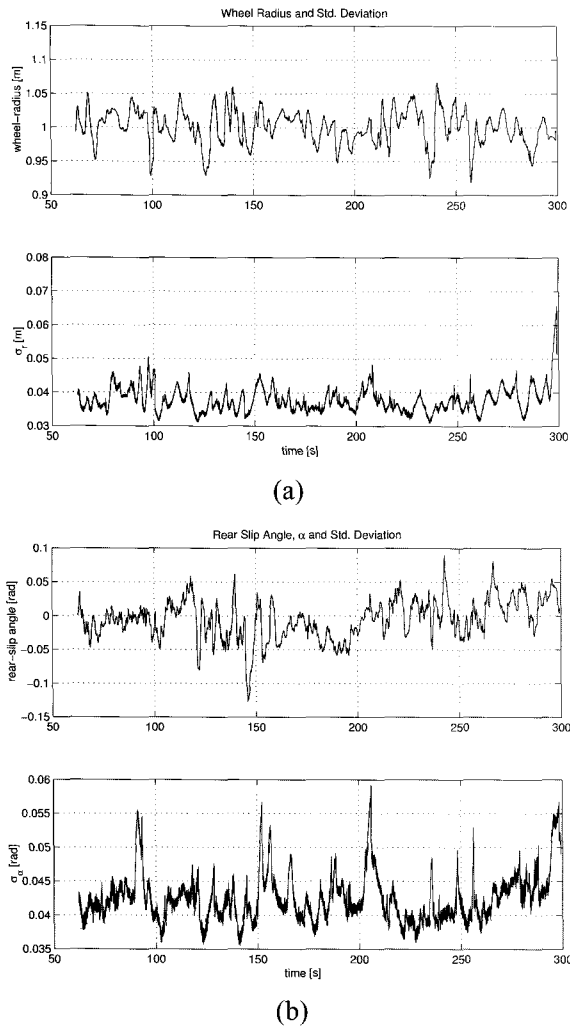 Wheel Radius and Std. Deviation
1.15
1.1
1.05
1
0.95
0.9
wheel-radius [m]
50 100 150 200 250 300
0.08
0.07
0.06
0.05
0.04
0.03
σr [m]
50 100 150 200 250 300
time [s]
(a)
Rear Slip Angle, α and Std. Deviation
0.1
0.05
0
−0.05
−0.1
−0.15
rear-slip angle [rad]
50 100 150 200 250 300
0.06
0.055
0.05
0.045
0.04
0.035
σα [rad]
50 100 150 200 250 300
time [s]
(b)